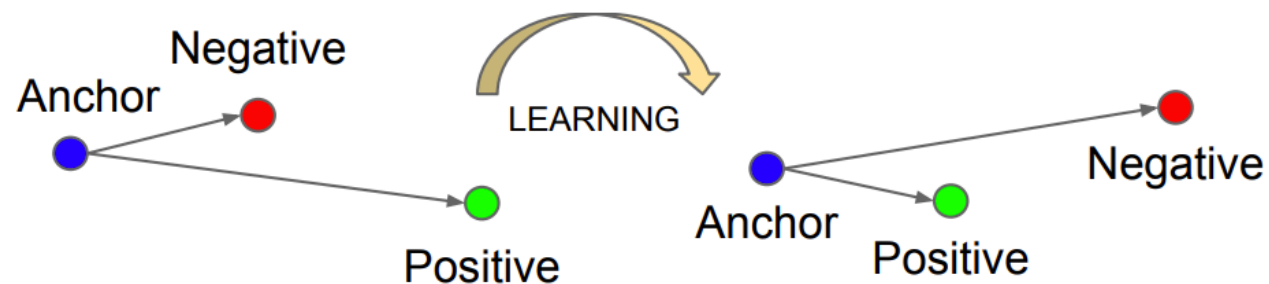 Negative
Anchor
Positive
LEARNING
Negative
Anchor
Positive